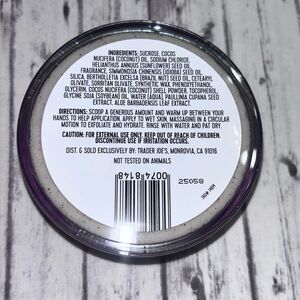 INGREDIENTS: SUCROSE, COCOS
NUCIFERA (COCONUT) OIL, SODIUM CHLORIDE,
HELIANTHUS ANNUUS (SUNFLOWER) SEED OIL,
FRAGRANCE, SIMMONDSIA CHINENSIS (JOJOBA) SEED OIL,
SILICA, BERTHOLLETIA EXCELSA (BRAZIL NUT) SEED OIL, CETEARYL
OLIVATE, SORBITAN OLIVATE, SYNTHETIC WAX, PHENOXYETHANOL,
GLYCERIN, COCOS NUCIFERA (COCONUT) SHELL POWDER, TOCOPHEROL,
GLYCINE SOJA (SOYBEAN) OIL, WATER (AQUA), PAULLINIA CUPANA SEED
EXTRACT, ALOE BARBADENSIS LEAF EXTRACT.
DIRECTIONS: SCOOP A GENEROUS AMOUNT AND WARM UP BETWEEN YOUR
HANDS TO HELP APPLICATION. APPLY TO DAMP SKIN, MASSAGING IN A CIRCULAR
MOTION TO EXFOLIATE AND HYDRATE. RINSE WITH WATER AND PAT DRY.
CAUTION: FOR EXTERNAL USE ONLY. KEEP OUT OF REACH OF CHILDREN.
DISCONTINUE USE IF IRRITATION OCCURS.
DIST. & SOLD EXCLUSIVELY BY: TRADER JOE'S, MONROVIA, CA 91016
NOT TESTED ON ANIMALS
0074 8148
25058